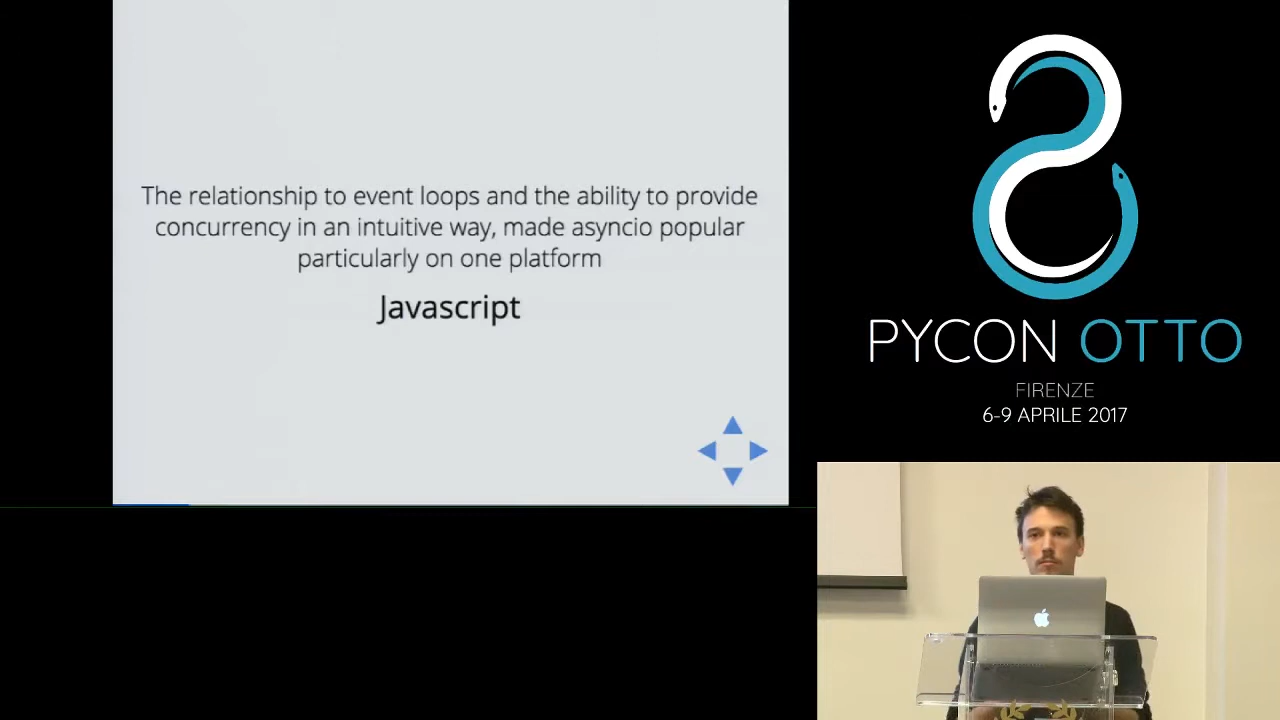 The relationship to event loops and the ability to provide
concurrency in an intuitive way, made asyncio popular
particularly on one platform
Javascript
PYCON OTTO
FIRENZE
6-9 APRILE 2017